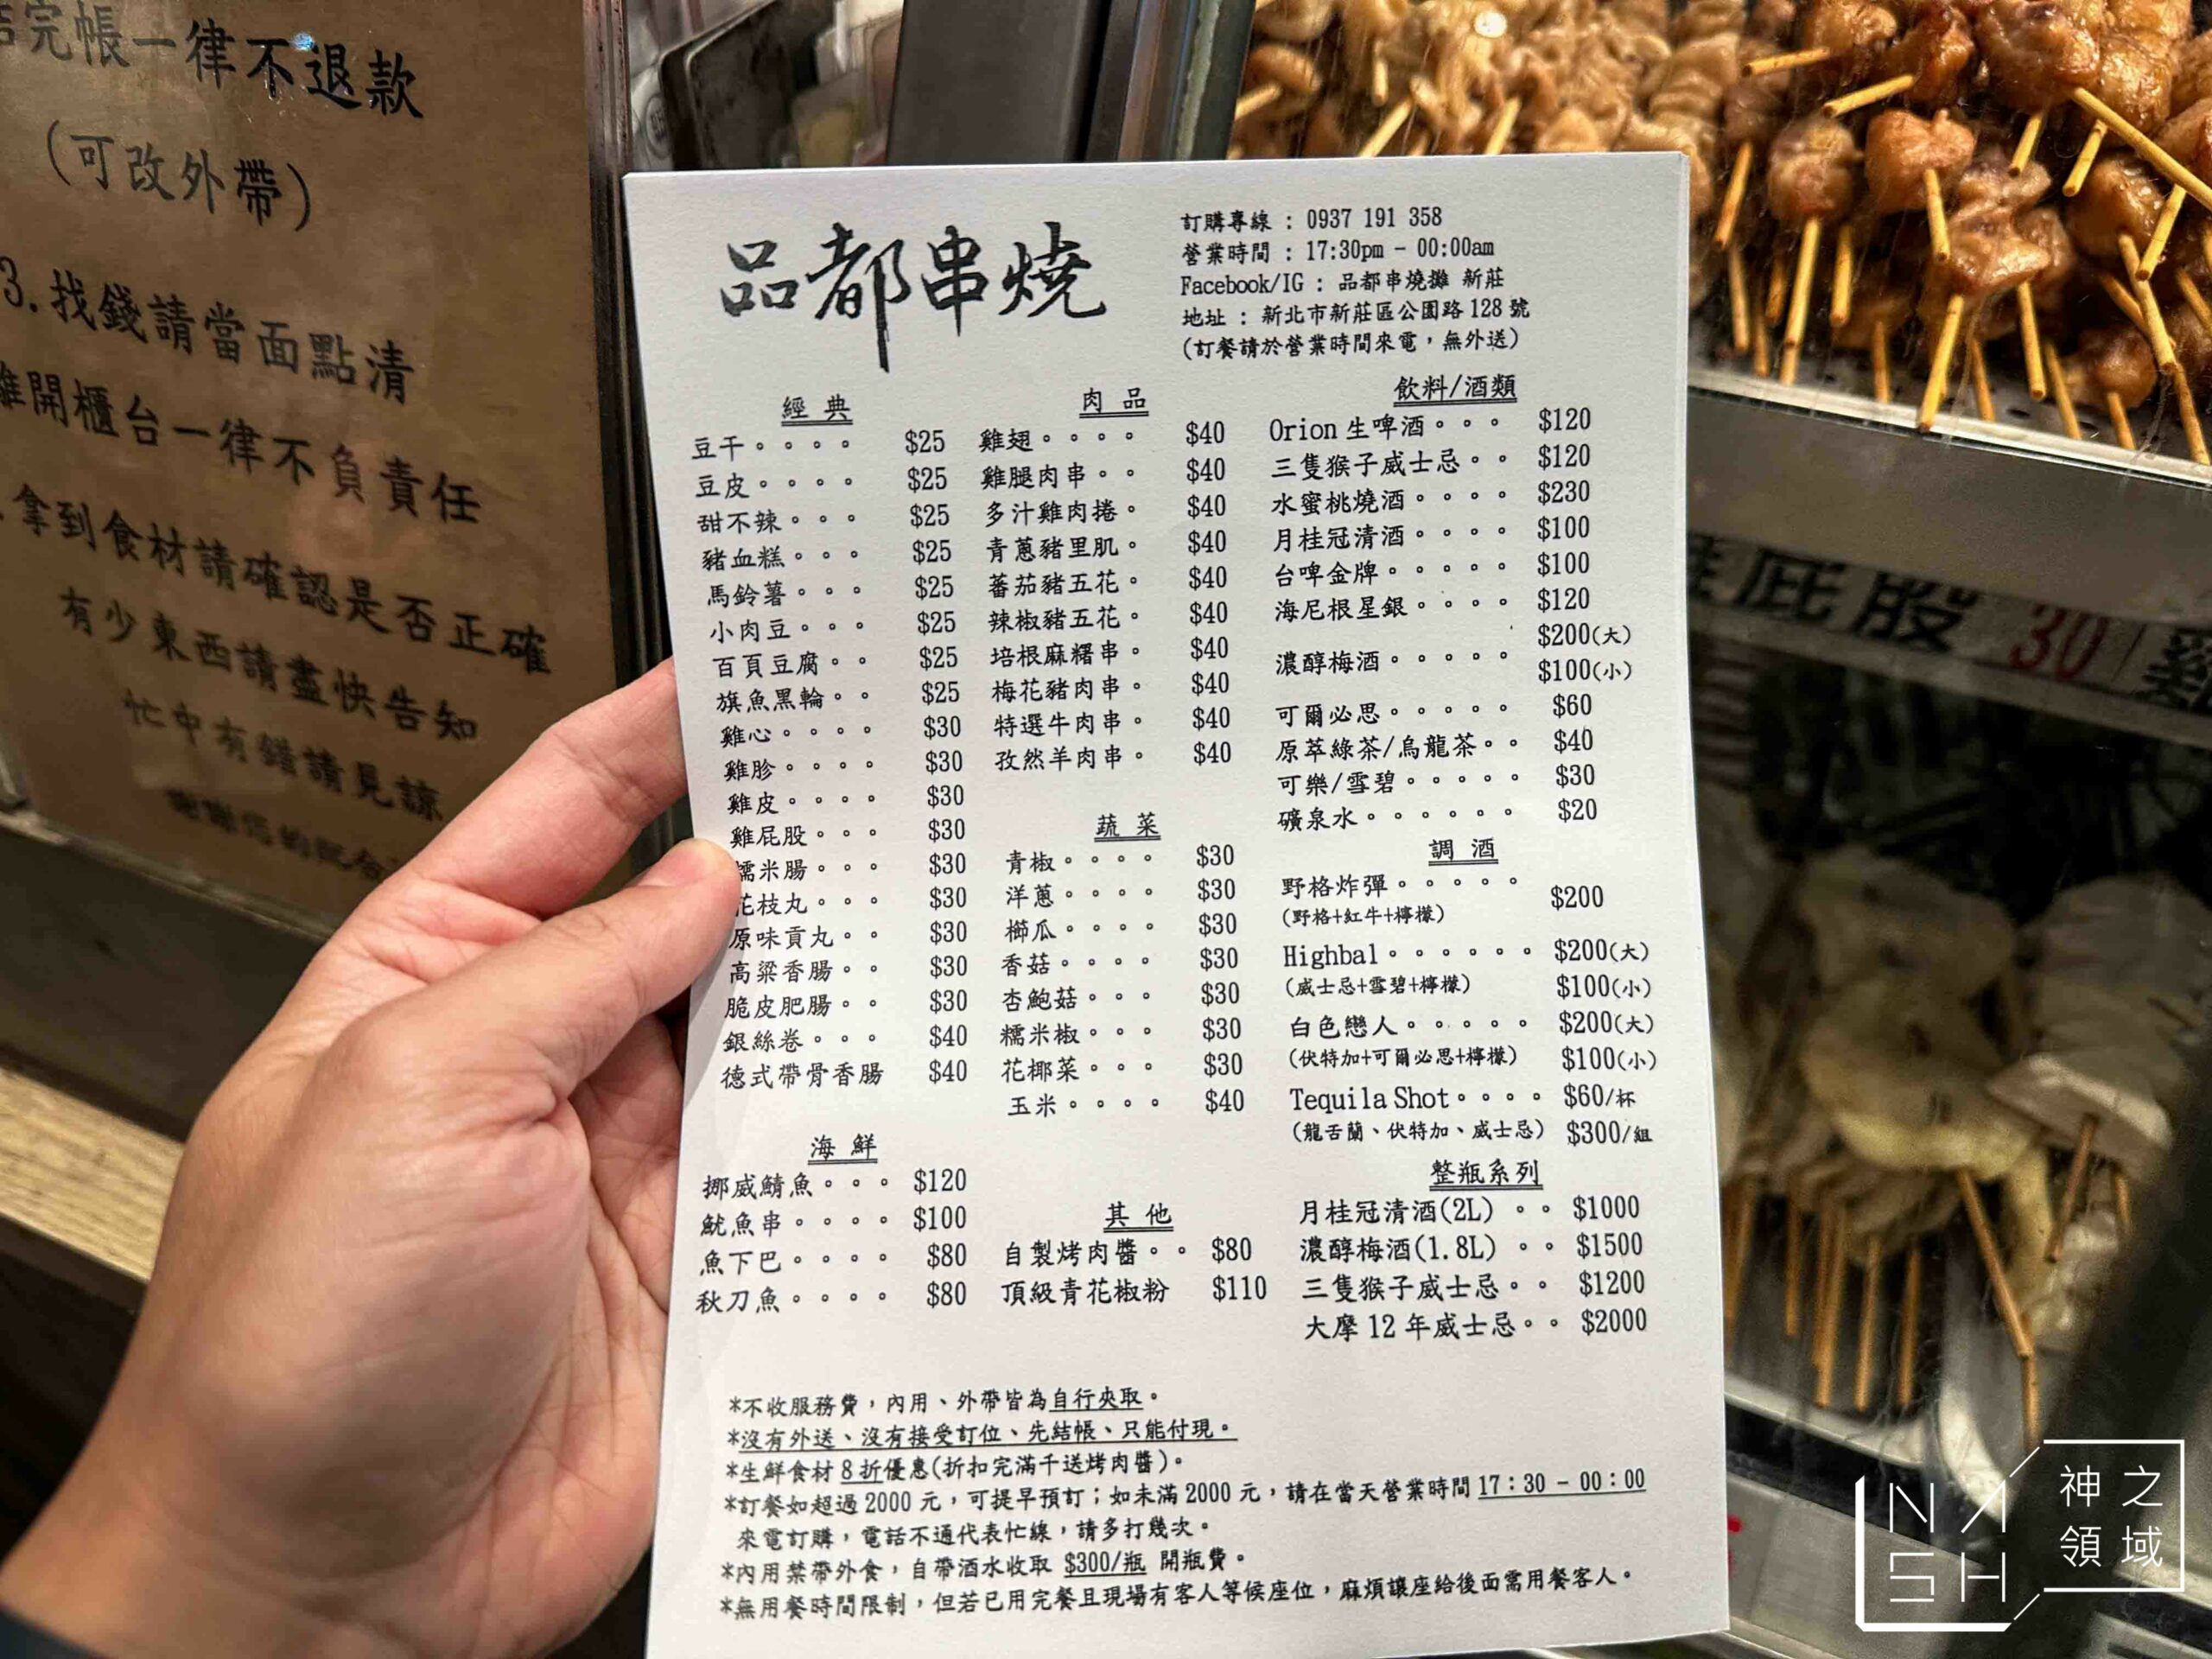 完帳一律不退款
(可改外帶)
3.找錢請當面點清
離開櫃台一律不負責任
拿到食材請確認是否正確
有少東西請盡快告知
忙中有錯請見諒
品都串燒
訂購專線 : 0937 191 358
營業時間 : 17:30pm - 00:00am
Facebook/IG : 品都串燒攤 新莊
地址 : 新北市新莊區公園路128號
(訂餐請於營業時間來電,無外送)
經典
豆干。。。。 $25
豆皮。。。。 $25
甜不辣。。。 $25
豬血糕。。。 $25
馬鈴薯。。。 $25
小肉豆。。。 $25
百頁豆腐。。 $25
旗魚黑輪。。 $25
雞心。。。。 $30
雞胗。。。。 $30
雞皮。。。。 $30
雞屁股。。。 $30
糯米腸。。。 $30
花枝丸。。。 $30
原味貢丸。。 $30
高粱香腸。。 $30
脆皮肥腸。。 $30
銀絲卷。。。 $40
德式帶骨香腸 $40
海鮮
挪威鯖魚。。。 $120
魷魚串。。。。 $100
魚下巴。。。。 $80
秋刀魚。。。。 $80
肉品
雞翅。。。。 $40
雞腿肉串。。 $40
多汁雞肉捲。 $40
青蔥豬里肌。 $40
蕃茄豬五花。 $40
辣椒豬五花。 $40
培根麻糬串。 $40
梅花豬肉串。 $40
特選牛肉串。 $40
孜然羊肉串。 $40
蔬菜
青椒。。。。 $30
洋蔥。。。。 $30
櫛瓜。。。。 $30
香菇。。。。 $30
杏鮑菇。。。 $30
糯米椒。。。 $30
花椰菜。。。 $30
玉米。。。。 $40
其他
自製烤肉醬。。 $80
頂級青花椒粉 $110
飲料/酒類
Orion生啤酒。。。 $120
三隻猴子威士忌。。 $120
水蜜桃燒酒。。。。 $230
月桂冠清酒。。。。 $100
台啤金牌。。。。。 $100
海尼根星銀。。。。 $120
$200(大)
濃醇梅酒。。。。。
$100(小)
可爾必思。。。。。 $60
原萃綠茶/烏龍茶。。 $40
可樂/雪碧。。。。。 $30
礦泉水。。。。。。 $20
調酒
野格炸彈。。。。。 $200
(野格+紅牛+檸檬)
Highbal。。。。。。 $200(大)
(威士忌+雪碧+檸檬) $100(小)
白色戀人。。。。。 $200(大)
(伏特加+可爾必思+檸檬) $100(小)
Tequila Shot。。。。 $60/杯
(龍舌蘭、伏特加、威士忌) $300/組
整瓶系列
月桂冠清酒(2L) 。。 $1000
濃醇梅酒(1.8L) 。。 $1500
三隻猴子威士忌。。 $1200
大摩12年威士忌。。 $2000
*不收服務費,內用、外帶皆為自行夾取。
*沒有外送、沒有接受訂位、先結帳、只能付現。
*生鮮食材8折優惠(折扣完滿千送烤肉醬)。
*訂餐如超過2000元,可提早預訂;如未滿2000元,請在當天營業時間17:30 - 00:00
來電訂購,電話不通代表忙線,請多打幾次。
*內用禁帶外食,自帶酒水收取 $300/瓶 開瓶費。
*無用餐時間限制,但若已用完餐且現場有客人等候座位,麻煩讓座給後面需用餐客人。
屁股 30
雞
NASH
神之
領域